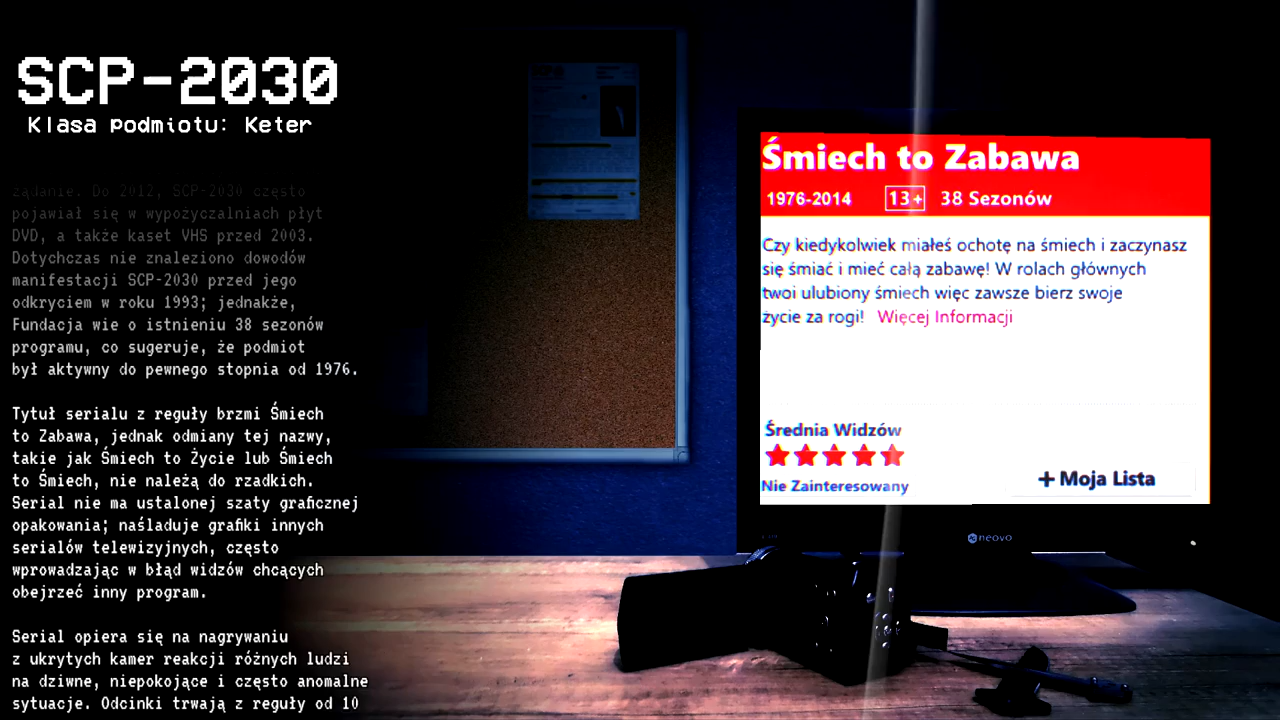 SCP-2030
Klasa podmiotu: Keter
żądanie. Do 2012, SCP-2030 często
pojawiał się w wypożyczalniach płyt
DVD, a także kaset VHS przed 2003.
Dotychczas nie znaleziono dowodów
manifestacji SCP-2030 przed jego
odkryciem w roku 1993; jednakże,
Fundacja wie o istnieniu 38 sezonów
programu, co sugeruje, że podmiot
był aktywny do pewnego stopnia od 1976.
Tytuł serialu z reguły brzmi Śmiech
to Zabawa, jednak odmiany tej nazwy,
takie jak Śmiech to Życie lub Śmiech
to Śmiech, nie należą do rzadkich.
Serial nie ma ustalonej szaty graficznej
opakowania; naśladuje grafiki innych
serialów telewizyjnych, często
wprowadzając w błąd widzów chcących
obejrzeć inny program.
Serial opiera się na nagrywaniu
z ukrytych kamer reakcji różnych ludzi
na dziwne, niepokojące i często anomalne
sytuacje. Odcinki trwają z reguły od 10
Śmiech to Zabawa
1976-2014 13+ 38 Sezonów
Czy kiedykolwiek miałeś ochotę na śmiech i zaczynasz
się śmiać i mieć całą zabawę! W rolach głównych
twoi ulubiony śmiech więc zawsze bierz swoje
życie za rogi! Więcej Informacji
Średnia Widzów
Nie Zainteresowany
+ Moja Lista
neovo